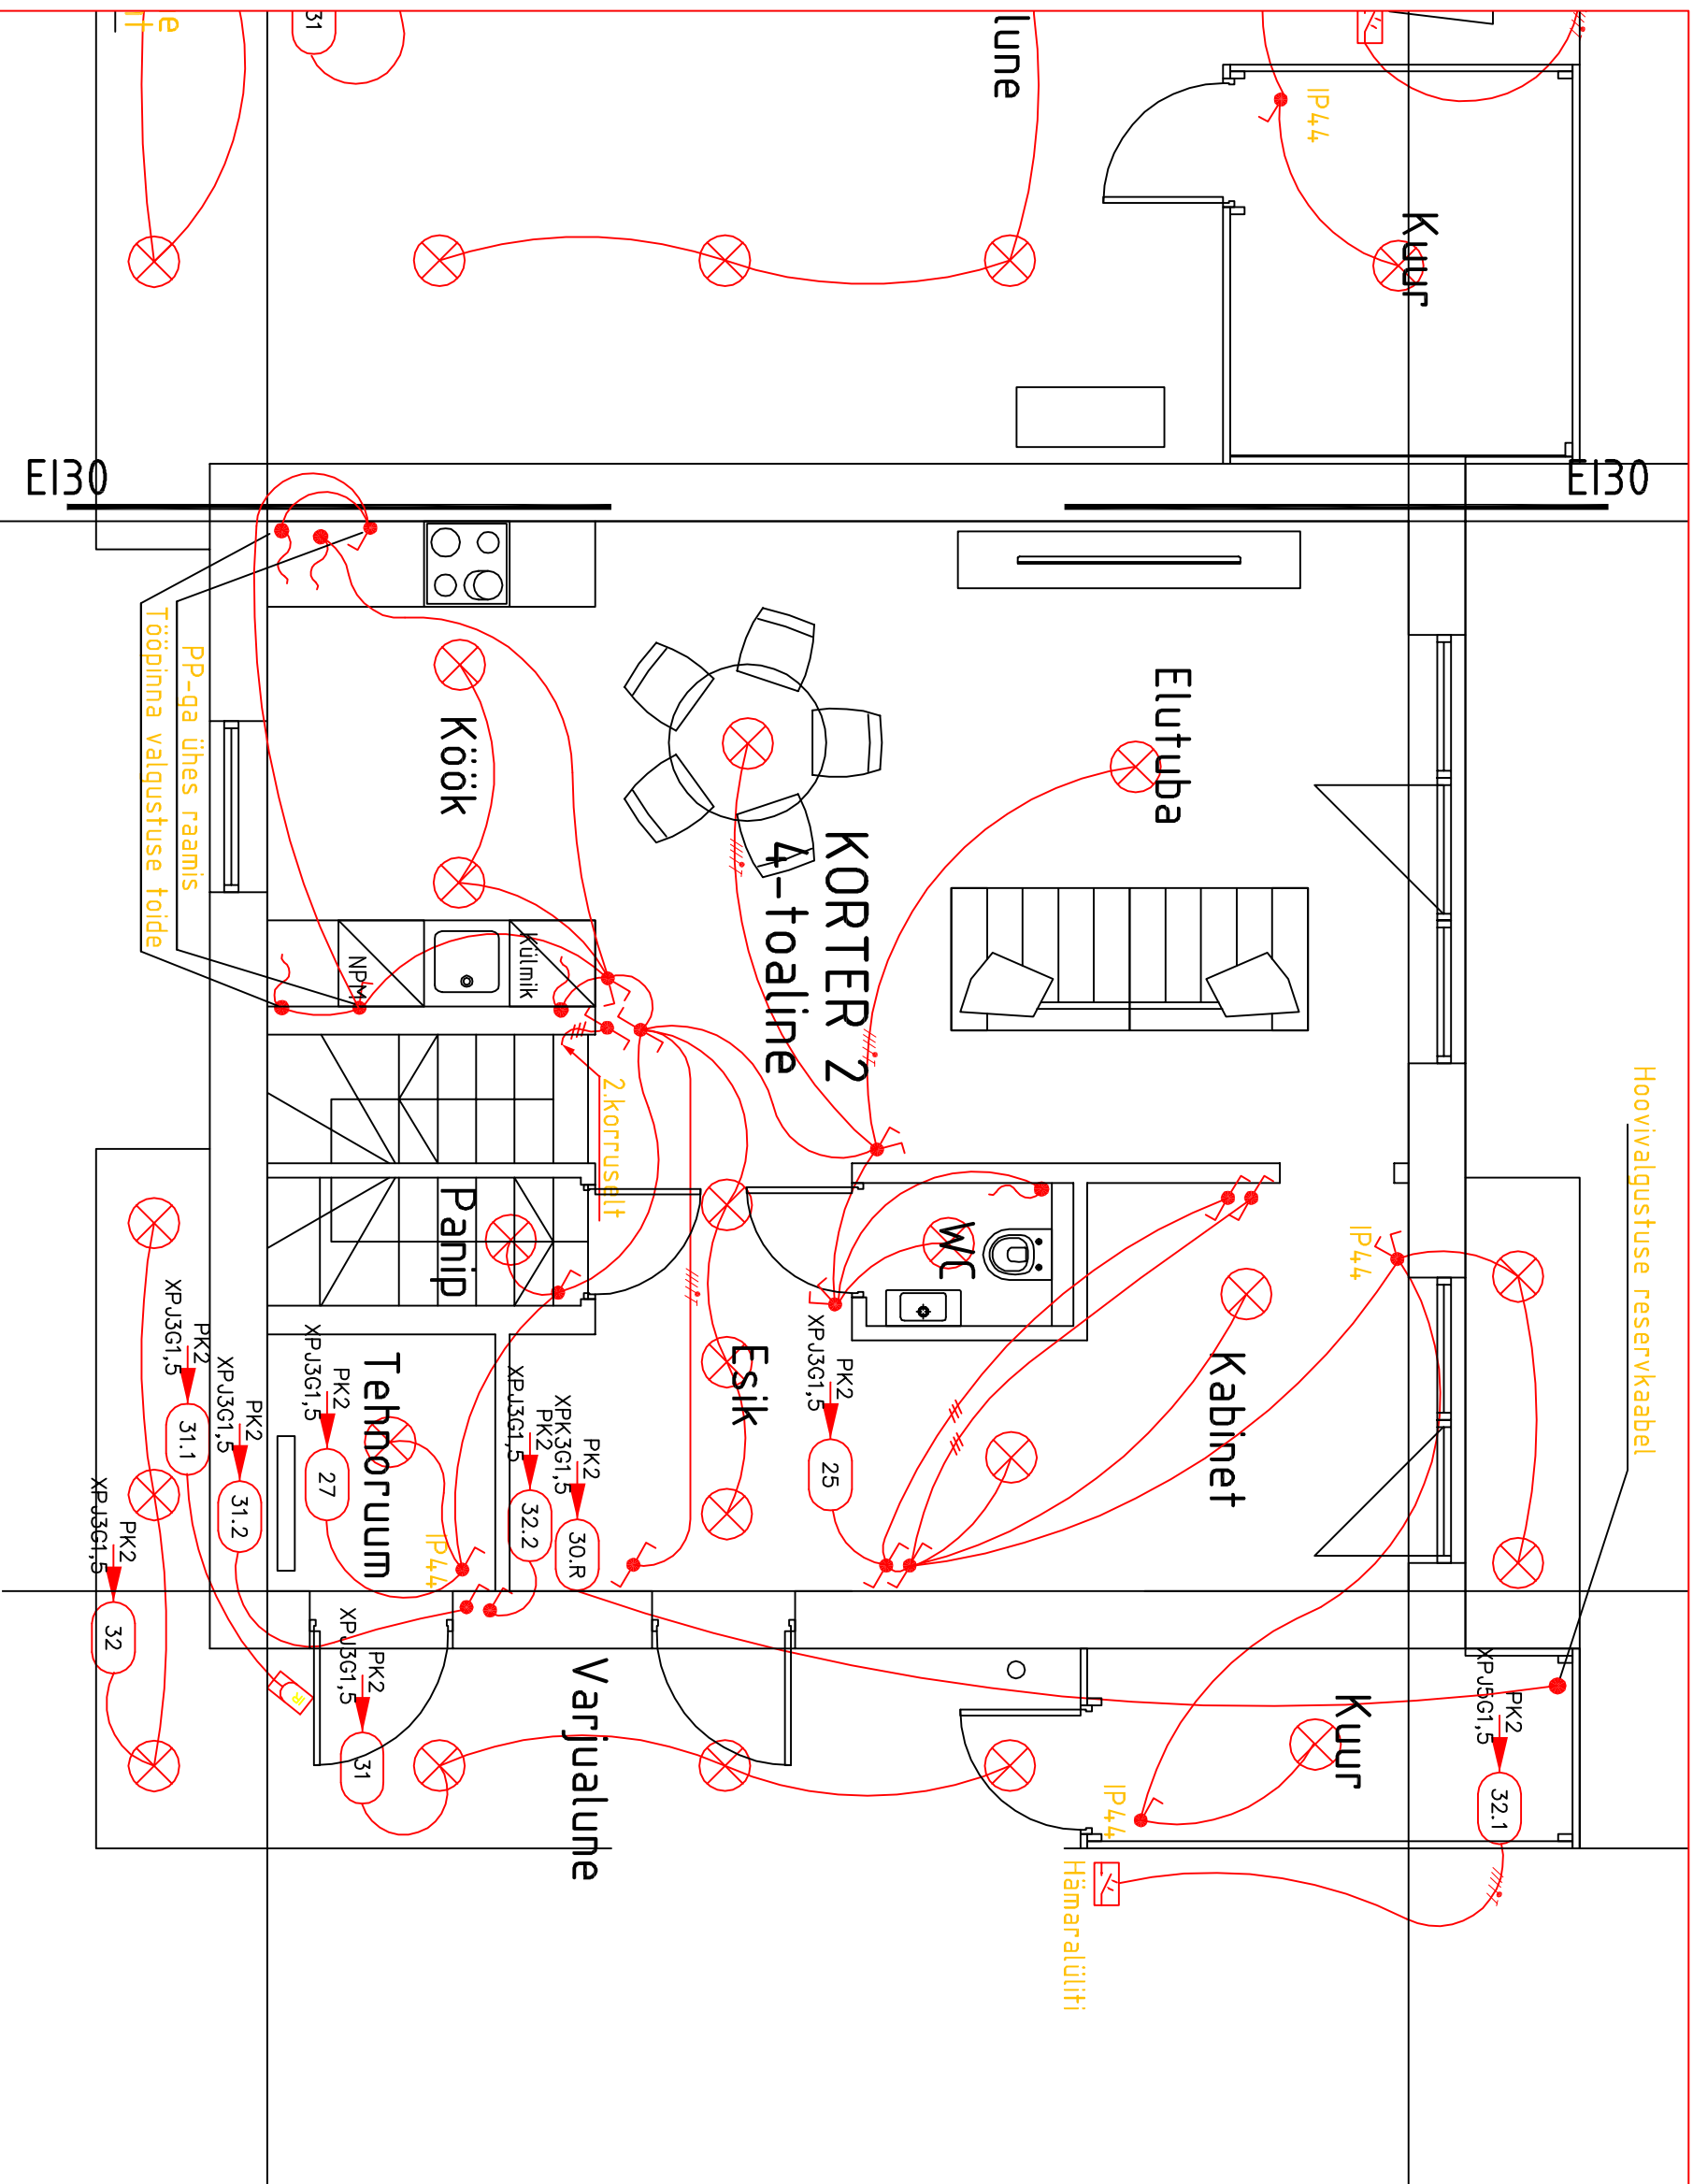 31
lune
IP44
Kuur
EI30
EI30
Köök
Elutuba
KORTER 2
4-toaline
PP-ga ühes raamis
Tööpinna valgustuse toide
NPM
Külmik
2.korruselt
Panip
WC
Esik
Kabinet
Tehnoruum
IP44
IP44
Hoovivalgustuse reservkaabel
PK2
XPJ3G1,5
31.1
PK2
XPJ3G1,5
31.2
PK2
XPJ3G1,5
27
PK2
XPJ3G1,5
32.2
PK2
XPK3G1,5
30.R
PK2
XPJ3G1,5
25
PK2
XPJ3G1,5
32
PK2
XPJ3G1,5
31
IR
Varjualune
Kuur
IP44
PK2
XPJ5G1,5
32.1
Hämaralüliti